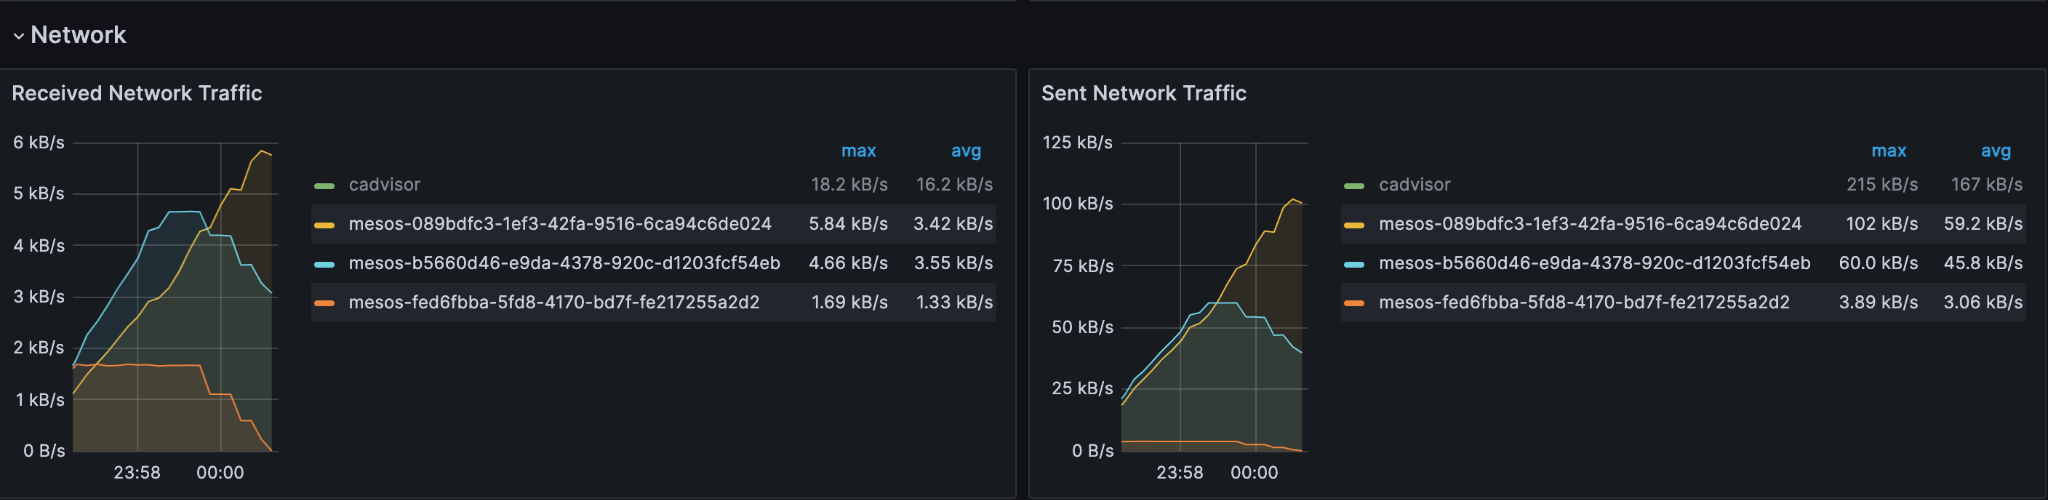 Network
Received Network Traffic
6 kB/s
5 kB/s
4 kB/s
3 kB/s
2 kB/s
1 kB/s
0 B/s
23:58 00:00
max avg
cadvisor 18.2 kB/s 16.2 kB/s
mesos-089bdfc3-1ef3-42fa-9516-6ca94c6de024 5.84 kB/s 3.42 kB/s
mesos-b5660d46-e9da-4378-920c-d1203fcf54eb 4.66 kB/s 3.55 kB/s
mesos-fed6fbba-5fd8-4170-bd7f-fe217255a2d2 1.69 kB/s 1.33 kB/s
Sent Network Traffic
125 kB/s
100 kB/s
75 kB/s
50 kB/s
25 kB/s
0 B/s
23:58 00:00
max avg
cadvisor 215 kB/s 167 kB/s
mesos-089bdfc3-1ef3-42fa-9516-6ca94c6de024 102 kB/s 59.2 kB/s
mesos-b5660d46-e9da-4378-920c-d1203fcf54eb 60.0 kB/s 45.8 kB/s
mesos-fed6fbba-5fd8-4170-bd7f-fe217255a2d2 3.89 kB/s 3.06 kB/s